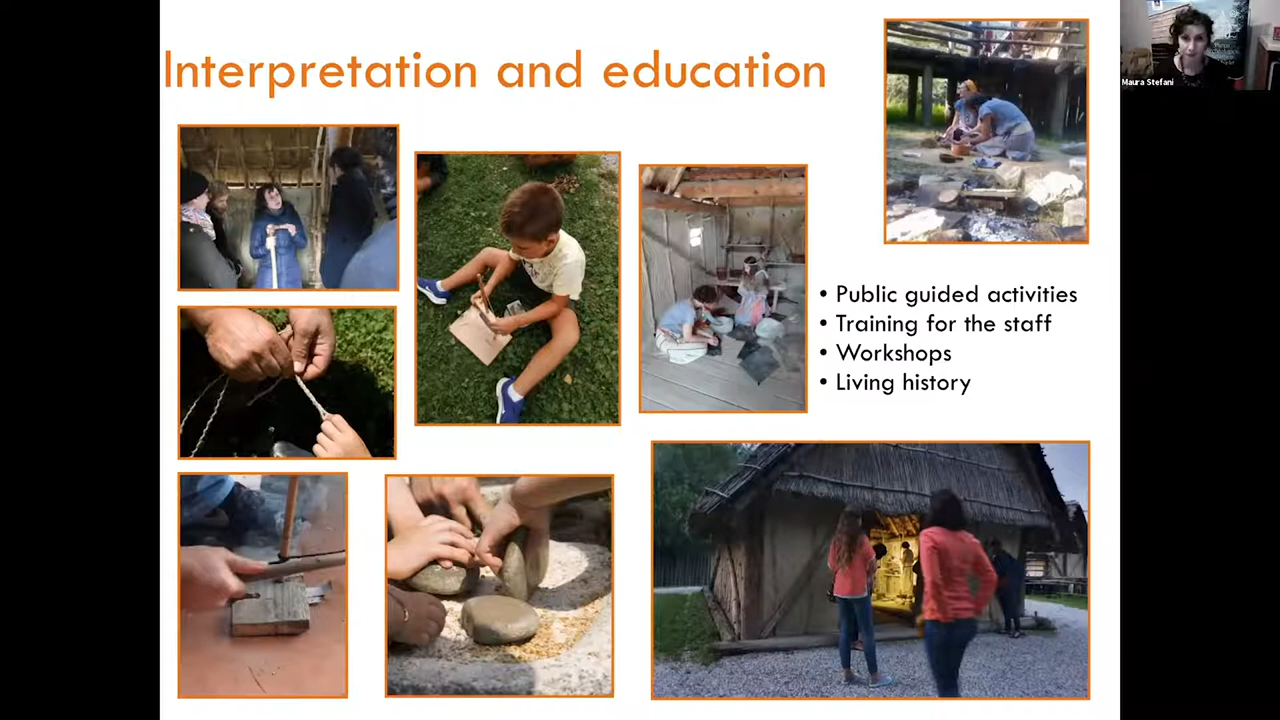 Interpretation and education
• Public guided activities
• Training for the staff
• Workshops
• Living history
Maura Stefani